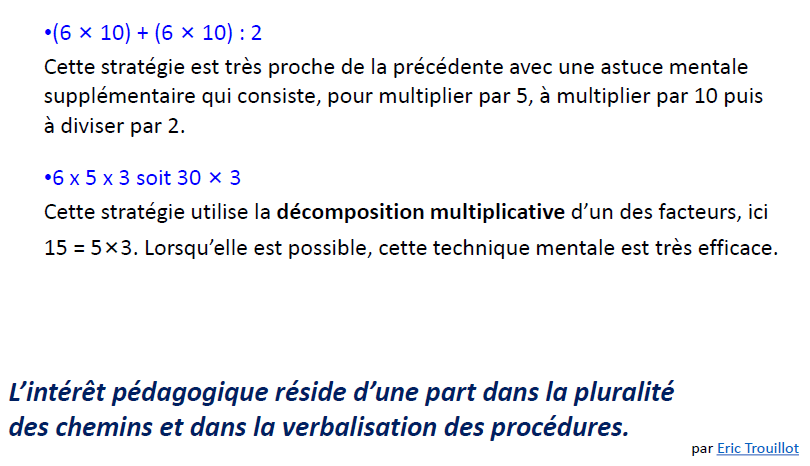 •(6 × 10) + (6 × 10) : 2
Cette stratégie est très proche de la précédente avec une astuce mentale
supplémentaire qui consiste, pour multiplier par 5, à multiplier par 10 puis
à diviser par 2.
•6 x 5 x 3 soit 30 × 3
Cette stratégie utilise la décomposition multiplicative d’un des facteurs, ici
15 = 5×3. Lorsqu’elle est possible, cette technique mentale est très efficace.
L’intérêt pédagogique réside d’une part dans la pluralité
des chemins et dans la verbalisation des procédures.
par Eric Trouillot